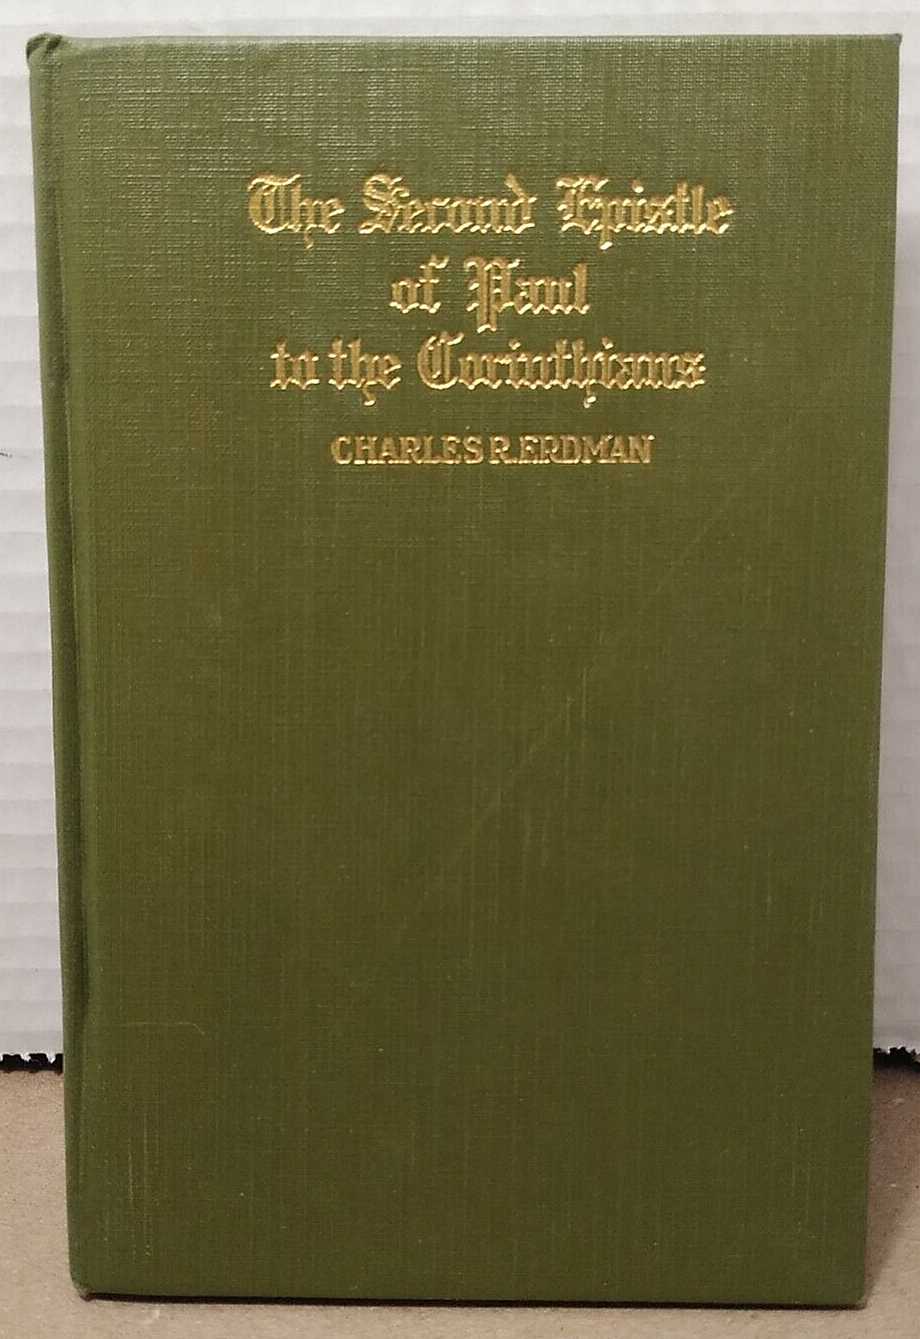 The Second Epistle
of Paul
to the Corinthians
CHARLES R. ERDMAN